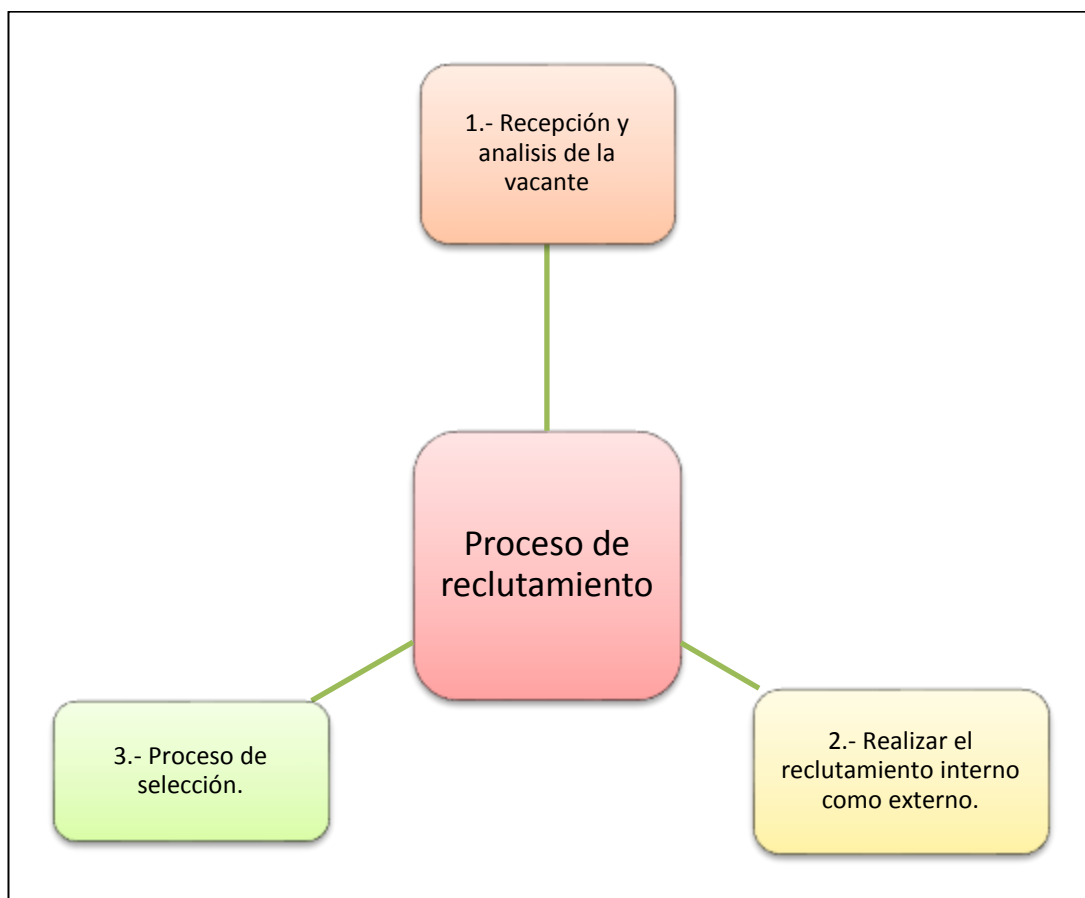 1.- Recepción y
analisis de la
vacante
Proceso de
reclutamiento
2.- Realizar el
reclutamiento interno
como externo.
3.- Proceso de
selección.